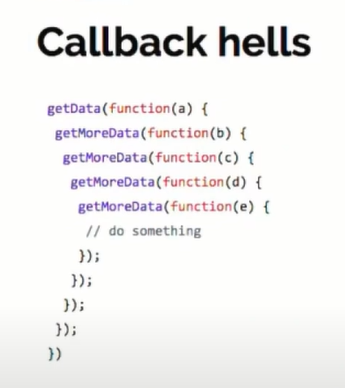 Callback hells
getData(function(a) {
getMoreData(function(b) {
getMoreData(function(c) {
getMoreData(function(d) {
getMoreData(function(e) {
// do something
});
});
});
});
})